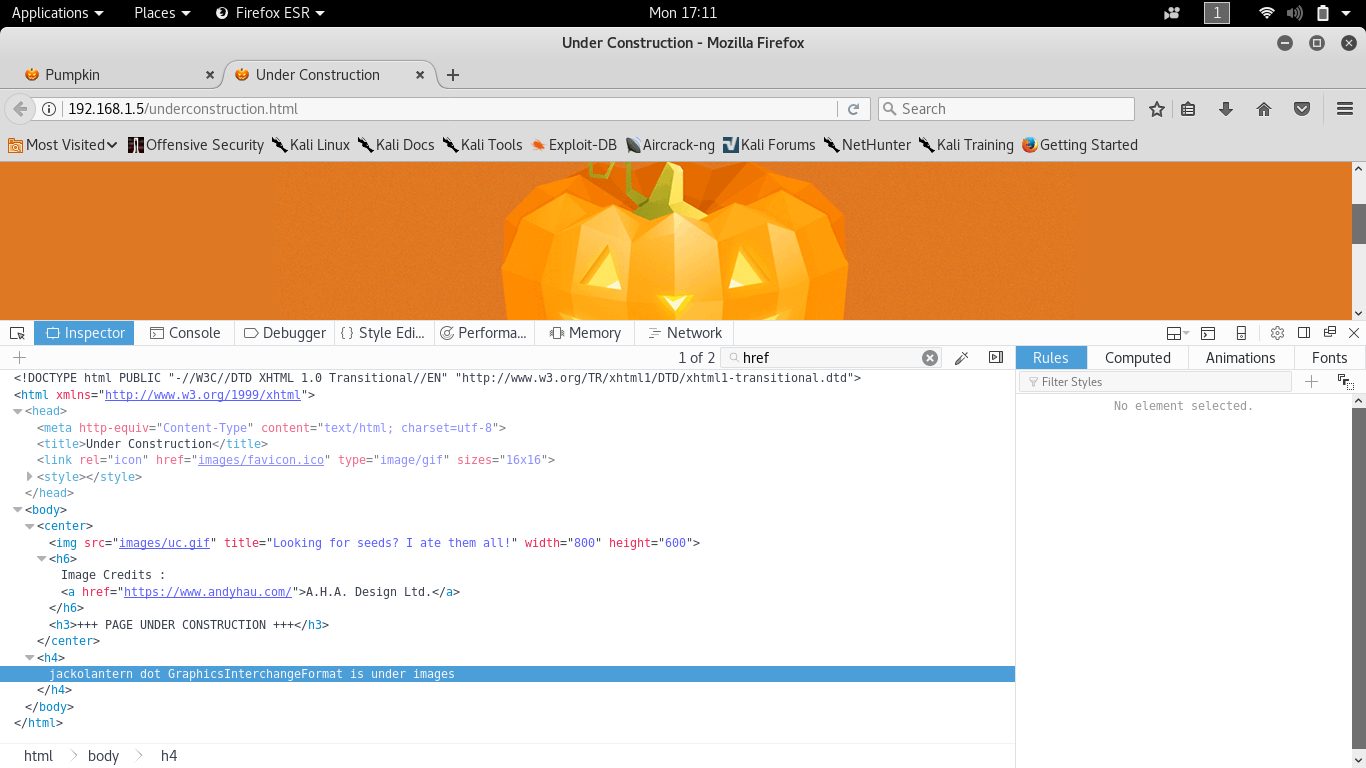 Applications Places Firefox ESR Mon 17:11 1
Under Construction - Mozilla Firefox
Pumpkin Under Construction
192.168.1.5/underconstruction.html Search
Most Visited Offensive Security Kali Linux Kali Docs Kali Tools Exploit-DB Aircrack-ng Kali Forums NetHunter Kali Training Getting Started
Inspector Console Debugger { } Style Edi... Performa... Memory Network
1 of 2 href Rules Computed Animations Fonts
<!DOCTYPE html PUBLIC "-//W3C//DTD XHTML 1.0 Transitional//EN" "http://www.w3.org/TR/xhtml1/DTD/xhtml1-transitional.dtd">
Filter Styles
<html xmlns="http://www.w3.org/1999/xhtml">
No element selected.
<head>
<meta http-equiv="Content-Type" content="text/html; charset=utf-8">
<title>Under Construction</title>
<link rel="icon" href="images/favicon.ico" type="image/gif" sizes="16x16">
<style></style>
</head>
<body>
<center>
<img src="images/uc.gif" title="Looking for seeds? I ate them all!" width="800" height="600">
<h6>
Image Credits :
<a href="https://www.andyhau.com/">A.H.A. Design Ltd.</a>
</h6>
<h3>+++ PAGE UNDER CONSTRUCTION +++</h3>
</center>
<h4>
jackolantern dot GraphicsInterchangeFormat is under images
</h4>
</body>
</html>
html body h4